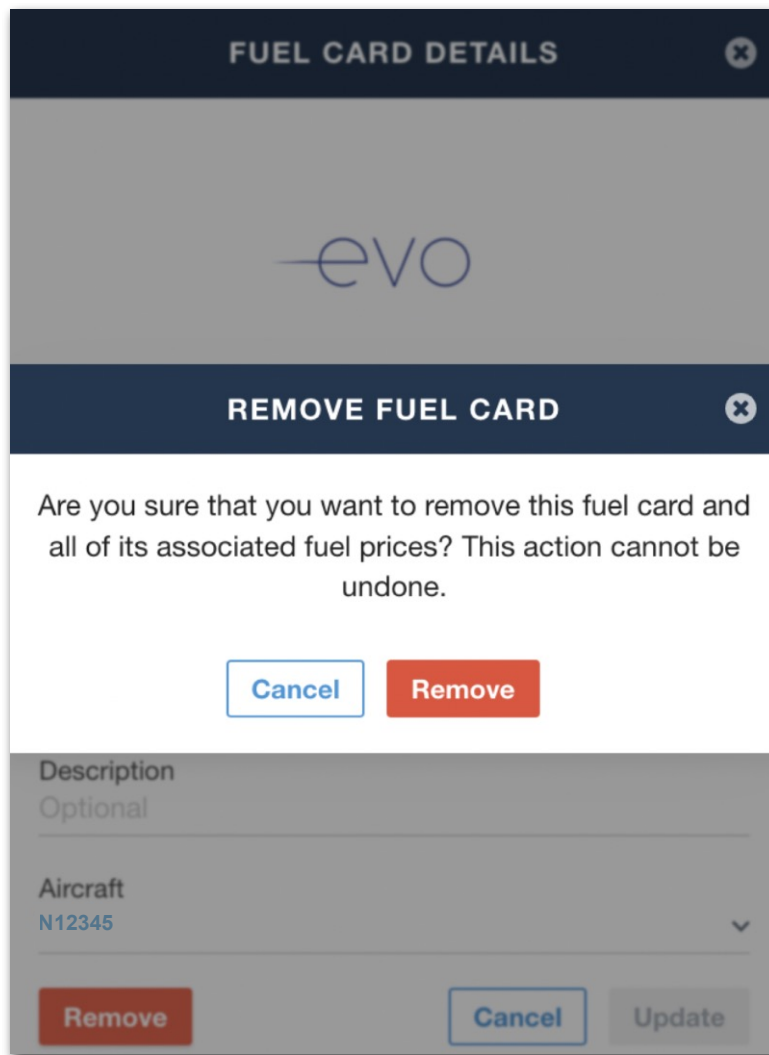 FUEL CARD DETAILS
evo
REMOVE FUEL CARD
Are you sure that you want to remove this fuel card and
all of its associated fuel prices? This action cannot be
undone.
Cancel Remove
Description
Optional
Aircraft
N12345
Remove Cancel Update